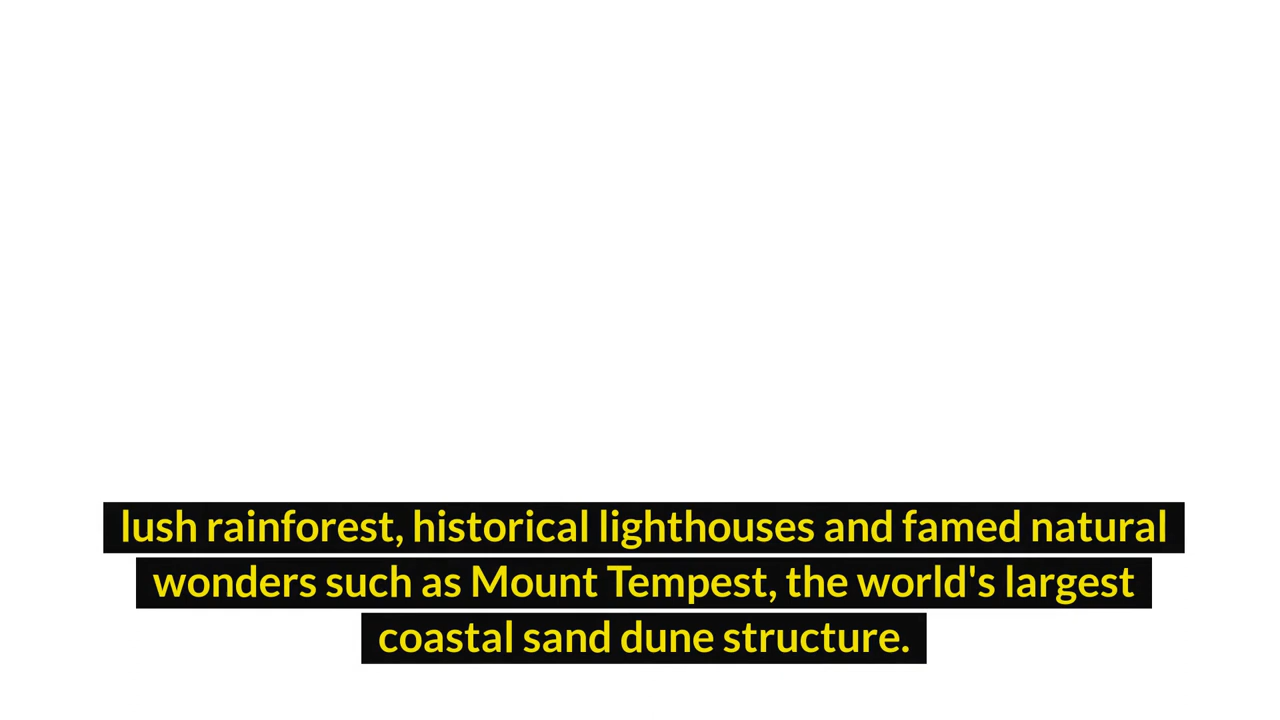 lush rainforest, historical lighthouses and famed natural
wonders such as Mount Tempest, the world's largest
coastal sand dune structure.